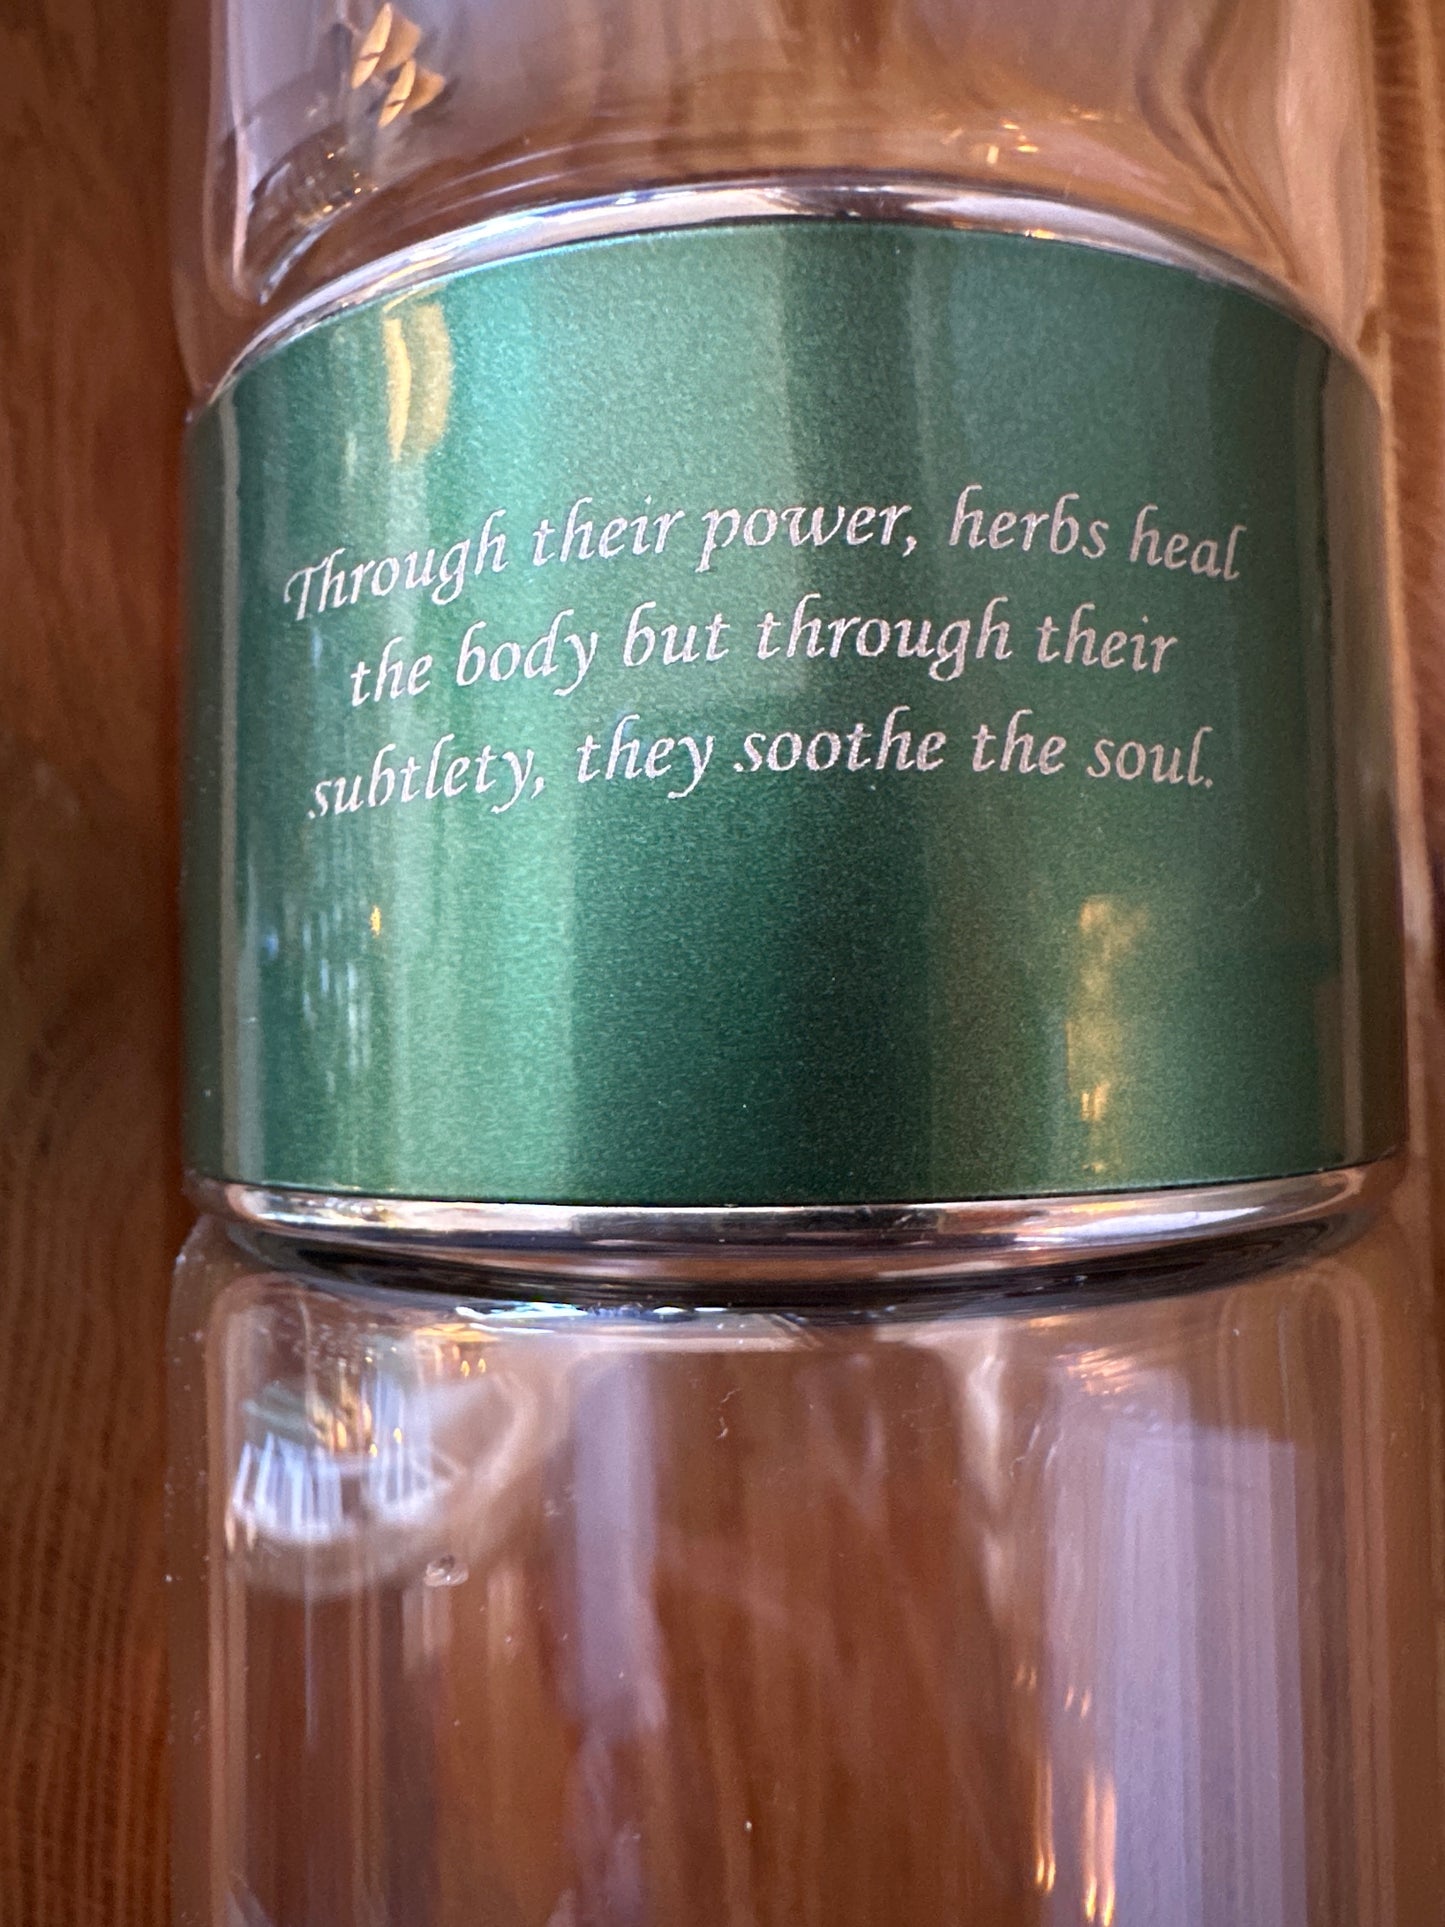 Through their power, herbs heal
the body but through their
subtlety, they soothe the soul.